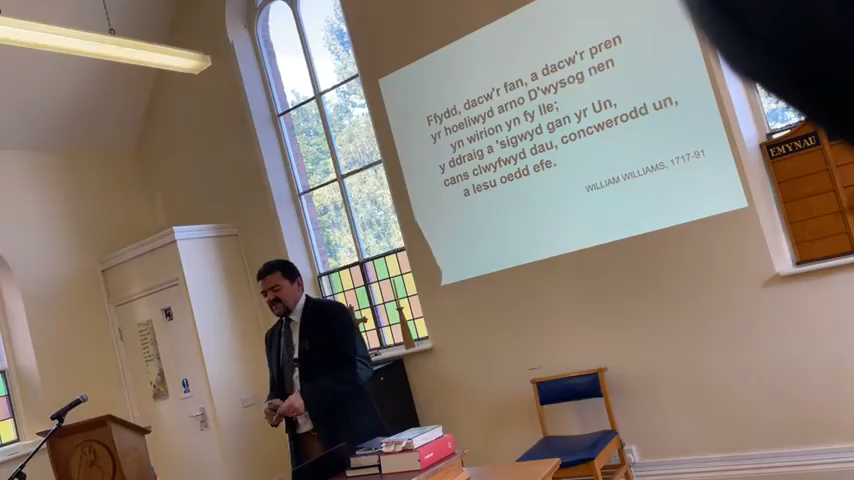 Ffydd, dacw'r fan, a dacw'r pren
yr hoeliwyd arno D'wysog nen
yn wirion yn fy lle;
y ddraig a 'sigwyd gan yr Un,
cans clwyfwyd dau, concwerodd un,
a Iesu oedd efe.
WILLIAM WILLIAMS, 1717-91
EMYNAU